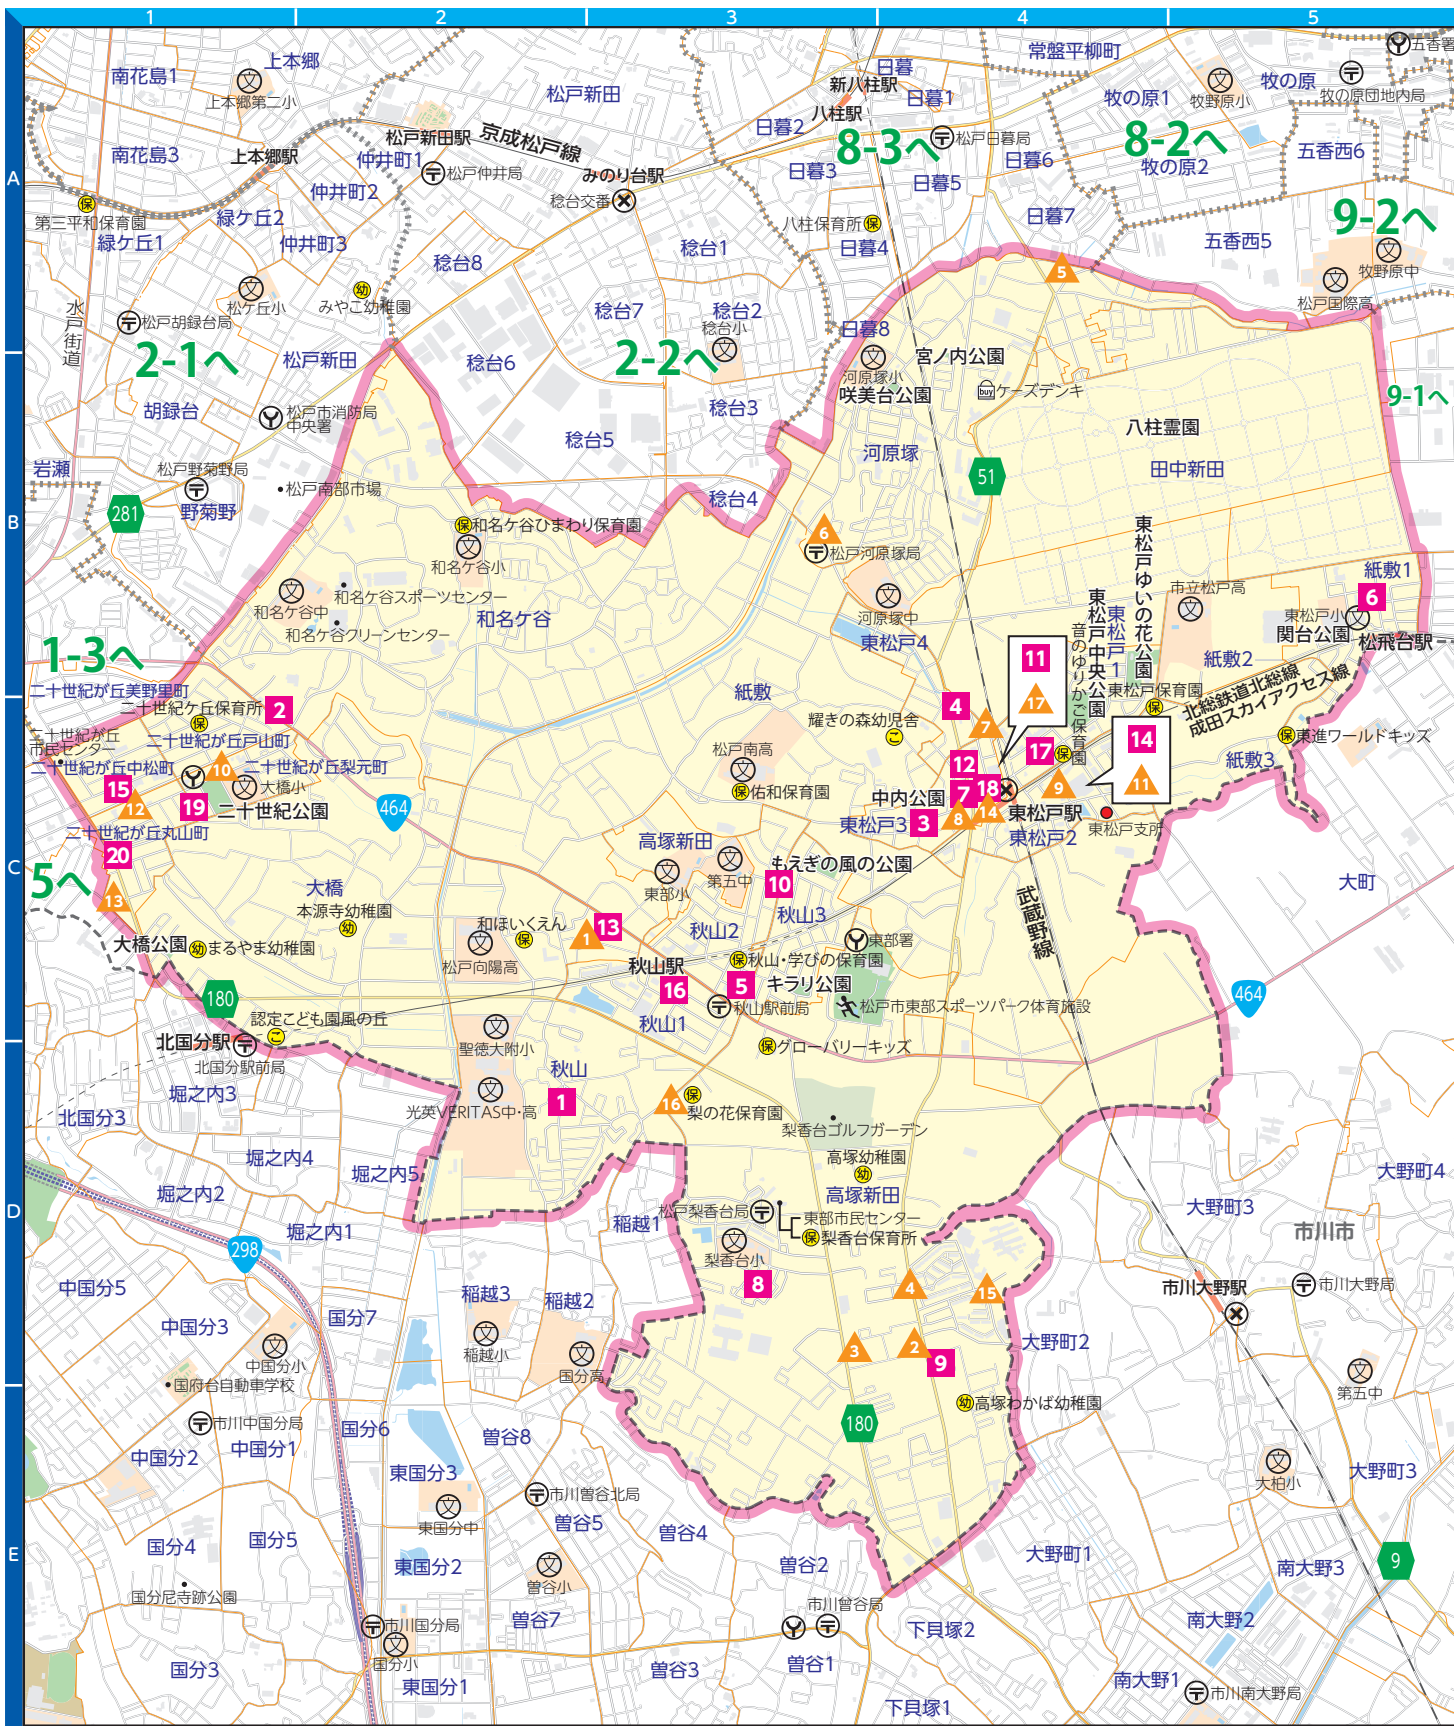 1
2
3
4
5
A
B
C
D
E
南花島1
上本郷
上本郷第二小
南花島3
上本郷駅
松戸新田駅
京成松戸線
松戸新田
仲井町1
松戸仲井局
仲井町2
みのり台駅
稔台交番
第三平和保育園
緑ケ丘2
緑ケ丘1
仲井町3
稔台8
稔台1
松ケ丘小
みやこ幼稚園
水戸街道
松戸胡録台局
2-1へ
松戸新田
稔台7
稔台2
稔台小
稔台6
2-2へ
日暮
新八柱駅
八柱駅
日暮1
日暮2
8-3へ
松戸日暮局
日暮3
日暮5
日暮6
八柱保育所
日暮4
日暮7
日暮8
常盤平柳町
牧の原1
牧野原小
牧の原
牧の原団地内局
五香署
8-2へ
牧の原2
五香西6
9-2へ
五香西5
牧野原中
松戸国際高
5
胡録台
松戸市消防局
中央署
岩瀬
松戸野菊野局
松戸南部市場
281
野菊野
稔台3
稔台5
稔台4
河原塚小
宮ノ内公園
咲美台公園
buy
ケーズデンキ
9-1へ
八柱霊園
田中新田
河原塚
51
和名ケ谷ひまわり保育園
和名ケ谷小
和名ケ谷中
和名ケ谷スポーツセンター
和名ケ谷クリーンセンター
和名ケ谷
6
松戸河原塚局
河原塚中
東松戸4
東松戸ゆいの花公園
東松戸1
東松戸中央公園
音のゆりかご保育園
市立松戸高
紙敷1
東松戸小
6
関台公園
松飛台駅
紙敷2
1-3へ
二十世紀が丘美野里町
二十世紀ケ丘保育所
2
二十世紀が丘
市民センター
二十世紀が丘戸山町
二十世紀が丘中松町
10
二十世紀が丘梨元町
大橋小
15
12
19
二十世紀公園
二十世紀が丘丸山町
20
464
5へ
13
大橋
本源寺幼稚園
大橋公園
まるやま幼稚園
180
認定こども園風の丘
北国分駅
北国分駅前局
紙敷
耀きの森幼児舎
松戸南高
佑和保育園
4
7
11
17
12
7
18
17
9
14
11
中内公園
東松戸3
3
8
14
東松戸駅
東松戸2
東松戸支所
東松戸保育園
北総鉄道北総線
成田スカイアクセス線
東進ワールドキッズ
紙敷3
高塚新田
東部小
第五中
もえぎの風の公園
10
秋山3
秋山2
武蔵野線
大町
464
和ほいくえん
松戸向陽高
1
13
秋山駅
16
5
秋山駅前局
秋山1
東部署
秋山・学びの保育園
キラリ公園
松戸市東部スポーツパーク体育施設
グローバリーキッズ
聖徳大附小
秋山
1
光英VERITAS中・高
16
梨の花保育園
梨香台ゴルフガーデン
高塚幼稚園
高塚新田
北国分3
堀之内3
堀之内4
堀之内5
堀之内2
堀之内1
298
中国分5
中国分3
国分7
中国分小
国府台自動車学校
市川中国分局
中国分2
中国分1
国分6
稲越1
稲越3
稲越2
稲越小
国分高
松戸梨香台局
東部市民センター
梨香台保育所
梨香台小
8
4
15
3
2
9
180
高塚わかば幼稚園
大野町2
大野町4
大野町3
市川市
市川大野駅
市川大野局
第五中
大柏小
大野町3
9
国分5
国分4
国分尼寺跡公園
国分3
東国分3
東国分中
東国分2
市川国分局
国分小
東国分1
曽谷8
市川曽谷北局
曽谷5
曽谷4
曽谷小
曽谷7
曽谷3
曽谷2
市川曽谷局
曽谷1
下貝塚2
下貝塚1
大野町1
南大野3
南大野2
南大野1
市川南大野局